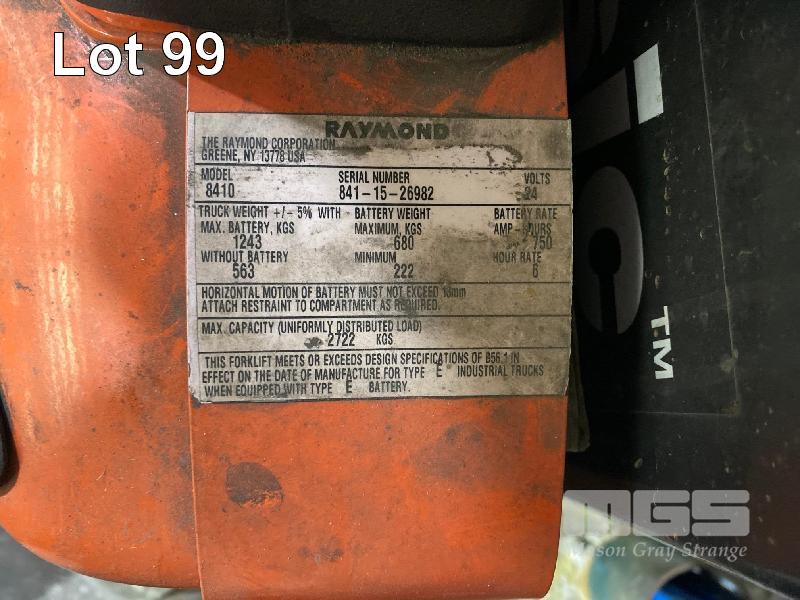 Lot 99
RAYMOND
THE RAYMOND CORPORATION
GREENE, NY 13778 USA
MODEL SERIAL NUMBER VOLTS
8410 841-15-26982 24
TRUCK WEIGHT +/- 5% WITH BATTERY WEIGHT BATTERY RATE
MAX. BATTERY, KGS MAXIMUM, KGS AMP-HOURS
1243 680 750
WITHOUT BATTERY MINIMUM HOUR RATE
563 222 6
HORIZONTAL MOTION OF BATTERY MUST NOT EXCEED 13mm
ATTACH RESTRAINT TO COMPARTMENT AS REQUIRED.
MAX. CAPACITY (UNIFORMLY DISTRIBUTED LOAD)
2722 KGS
THIS FORKLIFT MEETS OR EXCEEDS DESIGN SPECIFICATIONS OF B56.1 IN
EFFECT ON THE DATE OF MANUFACTURE FOR TYPE E INDUSTRIAL TRUCKS
WHEN EQUIPPED WITH TYPE E BATTERY.
TM
MGS
Mason Gray Strange